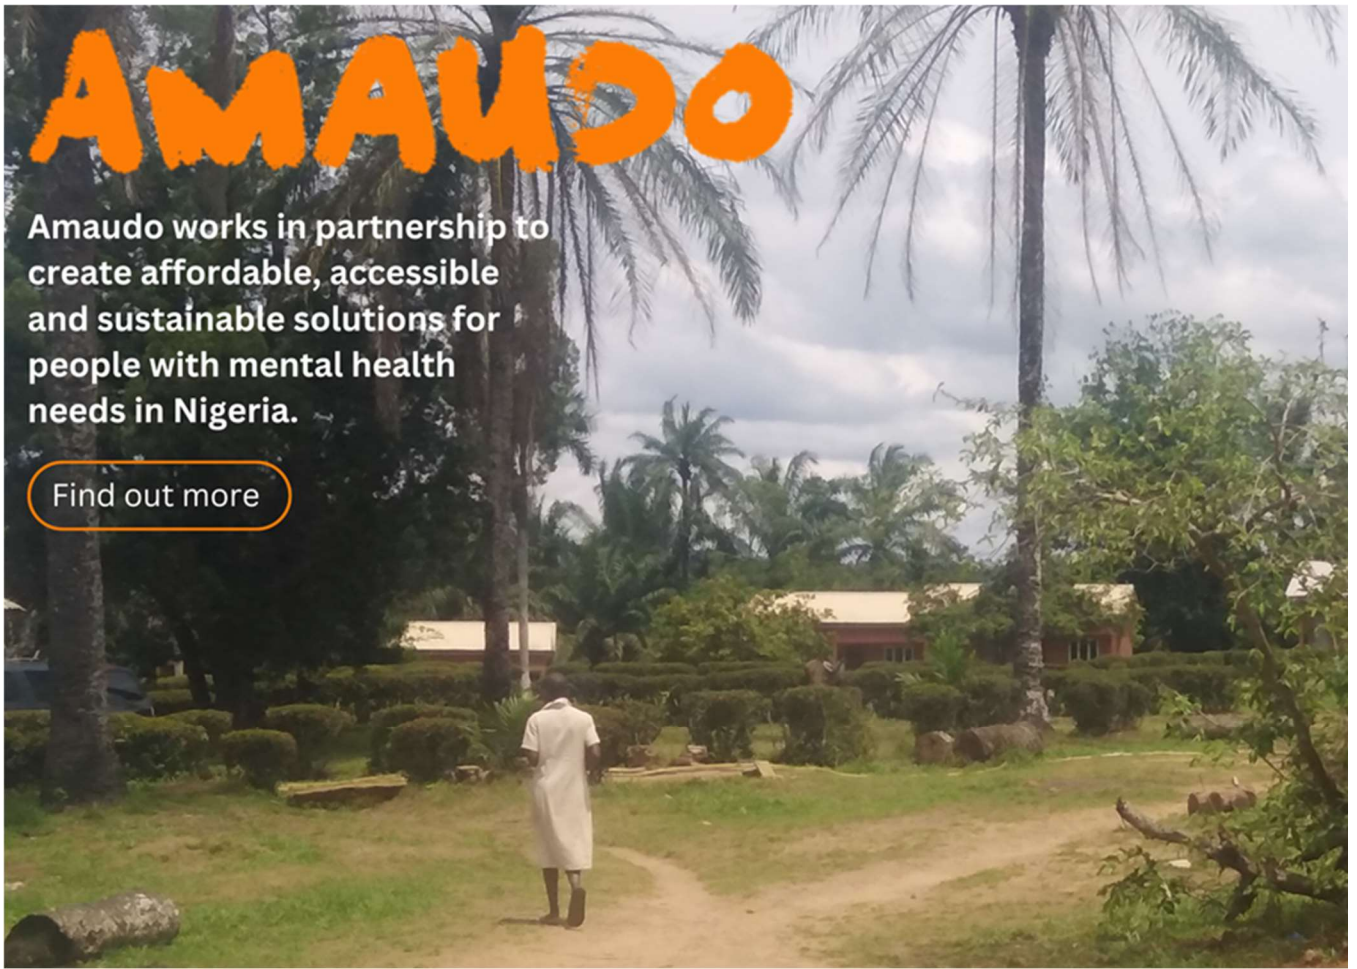 AMAUDO
Amaudo works in partnership to
create affordable, accessible
and sustainable solutions for
people with mental health
needs in Nigeria.
Find out more